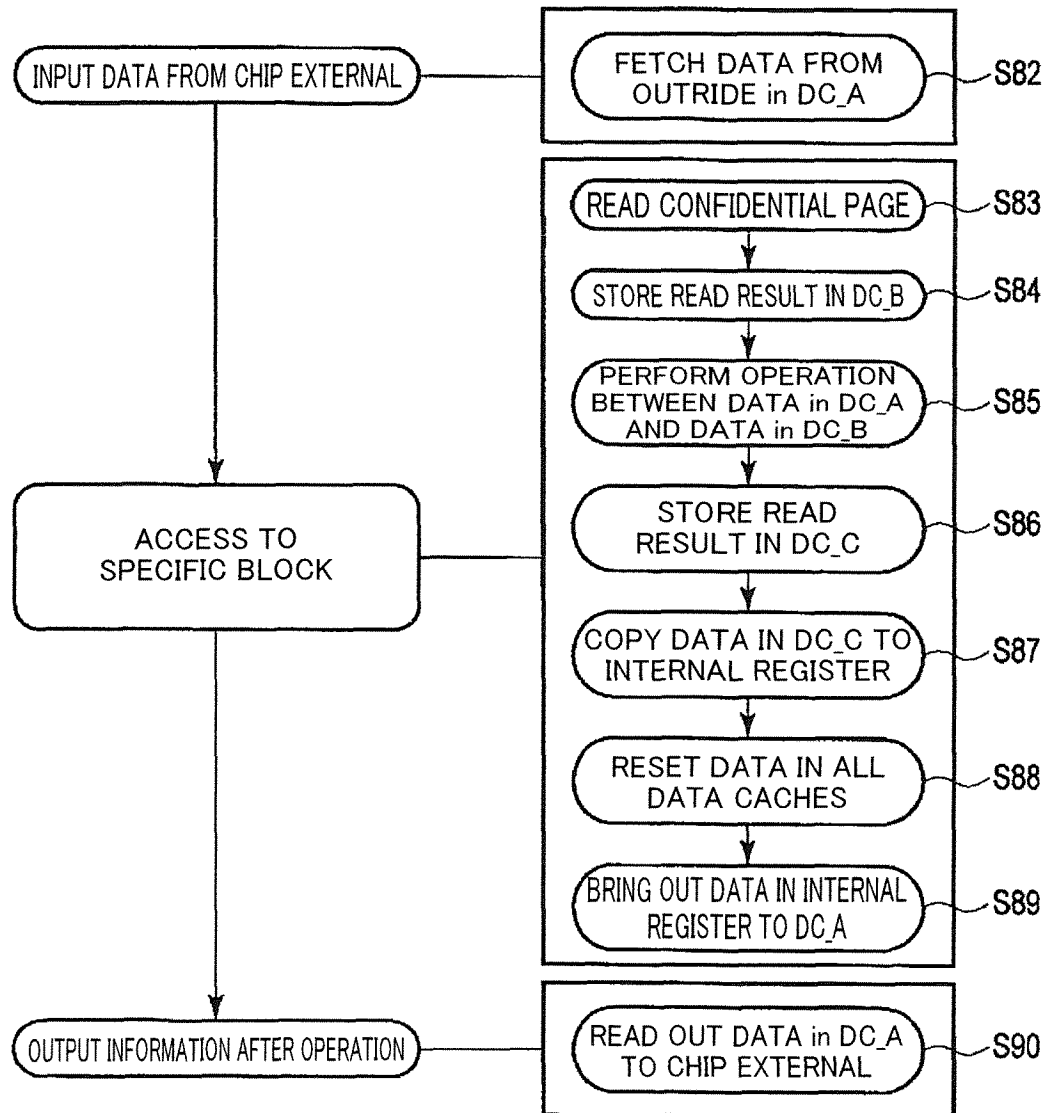 INPUT DATA FROM CHIP EXTERNAL
FETCH DATA FROM
OUTRIDE in DC_A
S82
READ CONFIDENTIAL PAGE
S83
STORE READ RESULT IN DC_B
S84
PERFORM OPERATION
BETWEEN DATA in DC_A
AND DATA in DC_B
S85
ACCESS TO
SPECIFIC BLOCK
STORE READ
RESULT IN DC_C
S86
COPY DATA IN DC_C TO
INTERNAL REGISTER
S87
RESET DATA IN ALL
DATA CACHES
S88
BRING OUT DATA IN INTERNAL
REGISTER TO DC_A
S89
OUTPUT INFORMATION AFTER OPERATION
READ OUT DATA in DC_A
TO CHIP EXTERNAL
S90